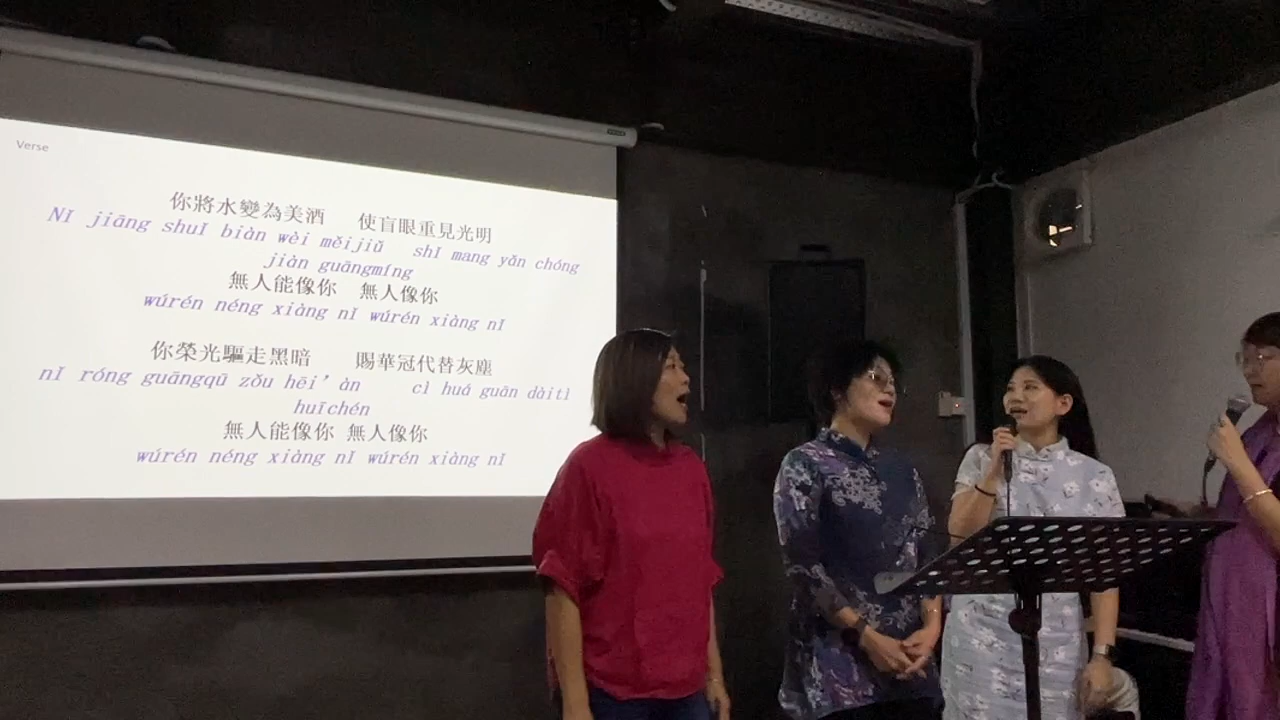 Verse
你將水變為美酒 使盲眼重見光明
Nǐ jiāng shuǐ biàn wèi měijiǔ shǐ mang yǎn chóng
jiàn guāngmíng
無人能像你 無人像你
wúrén néng xiàng nǐ wúrén xiàng nǐ
你榮光驅走黑暗 賜華冠代替灰塵
nǐ róng guāngqū zǒu hēi'àn cì huá guān dàitì
huīchén
無人能像你 無人像你
wúrén néng xiàng nǐ wúrén xiàng nǐ